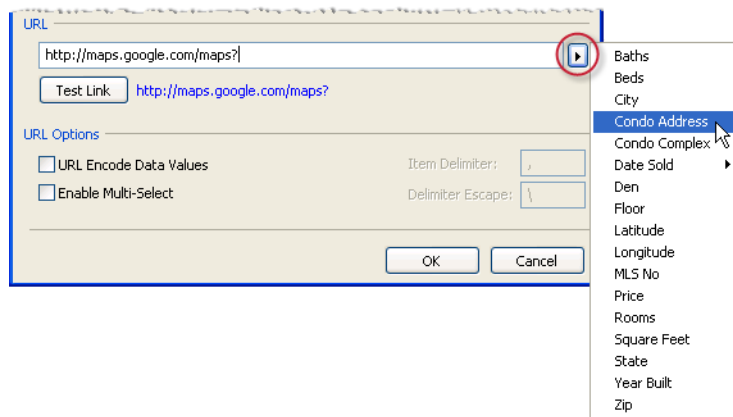 URL
http://maps.google.com/maps?
Test Link http://maps.google.com/maps?
URL Options
URL Encode Data Values Item Delimiter: ,
Enable Multi-Select Delimiter Escape: \
OK Cancel
Baths
Beds
City
Condo Address
Condo Complex
Date Sold
Den
Floor
Latitude
Longitude
MLS No
Price
Rooms
Square Feet
State
Year Built
Zip